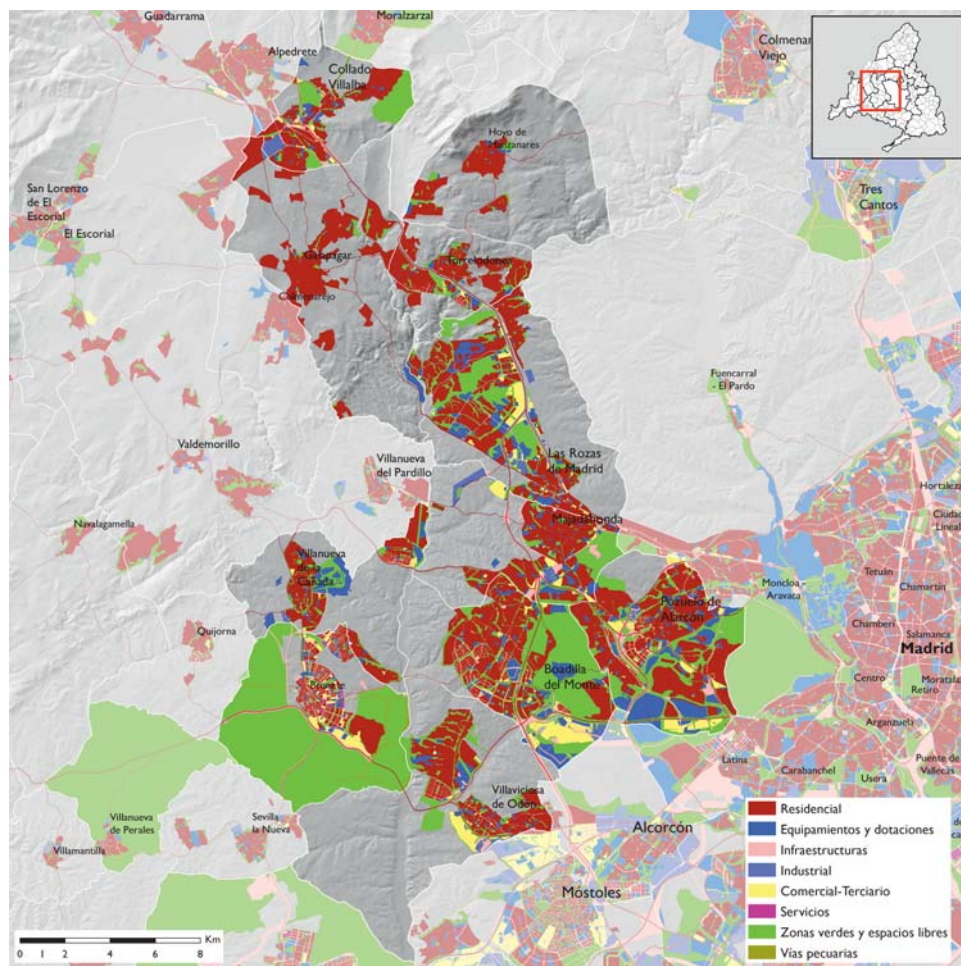 Guadarrama
Moralzarzal
Alpedrete
Collado
Villalba
Colmenar
Viejo
Hoyo de
Manzanares
San Lorenzo
de El
Escorial
El Escorial
Tres
Cantos
Galapagar
Torrelodones
Colmenarejo
Fuencarral
- El Pardo
Valdemorillo
Villanueva
del Pardillo
Las Rozas
de Madrid
Hortaleza
Ciudad
Lineal
Navalagamella
Majadahonda
Tetuán
Chamartín
Villanueva
de la
Cañada
Moncloa -
Aravaca
Pozuelo de
Alarcón
Chamberí
Quijorna
Salamanca
Madrid
Brunete
Boadilla
del Monte
Centro
Moratala
Retiro
Arganzuela
Latina
Carabanchel
Usera
Puente de
Vallecas
Villaviciosa
de Odón
Villanueva
de Perales
Sevilla
la Nueva
Villamantilla
Alcorcón
Móstoles
Residencial
Equipamientos y dotaciones
Infraestructuras
Industrial
Comercial-Terciario
Servicios
Zonas verdes y espacios libres
Vías pecuarias
Km
0 1 2 4 6 8